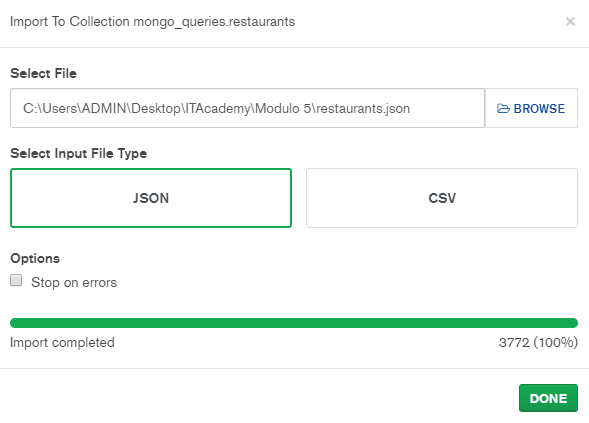 Import To Collection mongo_queries.restaurants ×
Select File
C:\Users\ADMIN\Desktop\ITAcademy\Modulo 5\restaurants.json BROWSE
Select Input File Type
JSON CSV
Options
Stop on errors
Import completed 3772 (100%)
DONE